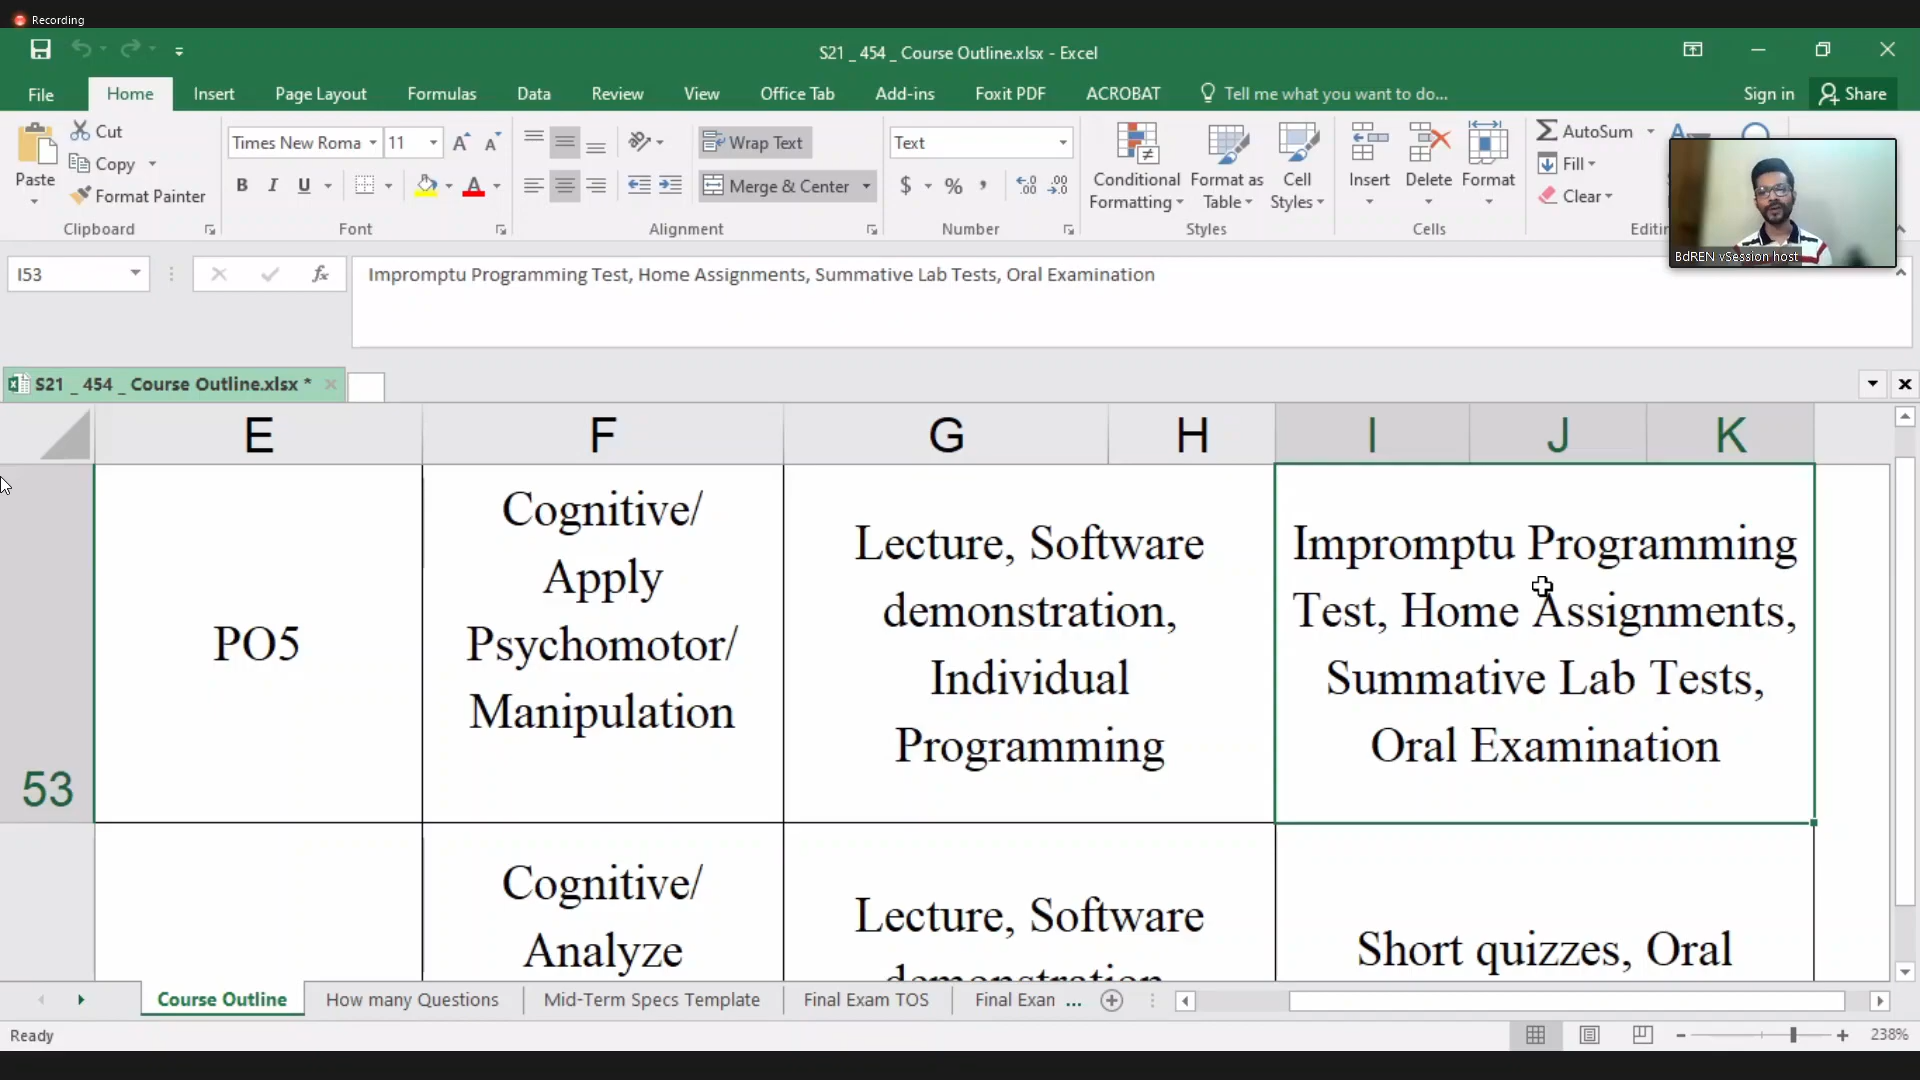 Recording
S21 _ 454 _ Course Outline.xlsx - Excel
File Home Insert Page Layout Formulas Data Review View Office Tab Add-ins Foxit PDF ACROBAT Tell me what you want to do... Sign in Share
Paste
Cut
Copy
Format Painter
Clipboard
Times New Roma 11
B I U
Font
Wrap Text
Merge & Center
Alignment
Text
$ % ,
Number
Conditional Formatting
Format as Table
Cell Styles
Styles
Insert Delete Format
Cells
AutoSum
Fill
Clear
BdREN vSession host
I53
fx
Impromptu Programming Test, Home Assignments, Summative Lab Tests, Oral Examination
S21 _ 454 _ Course Outline.xlsx *
E F G H I J K
53
PO5
Cognitive/
Apply
Psychomotor/
Manipulation
Lecture, Software
demonstration,
Individual
Programming
Impromptu Programming
Test, Home Assignments,
Summative Lab Tests,
Oral Examination
Cognitive/
Analyze
Lecture, Software
Short quizzes, Oral
Course Outline How many Questions Mid-Term Specs Template Final Exam TOS Final Exan ...
Ready
238%